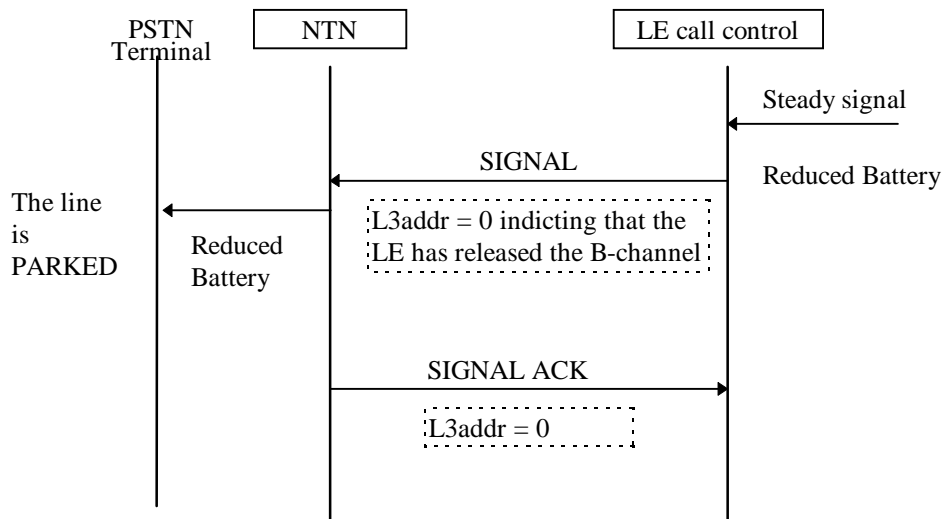 PSTN
Terminal
NTN
LE call control
Steady signal
SIGNAL
Reduced Battery
The line
is
PARKED
Reduced
Battery
L3addr = 0 indicting that the
LE has released the B-channel
SIGNAL ACK
L3addr = 0